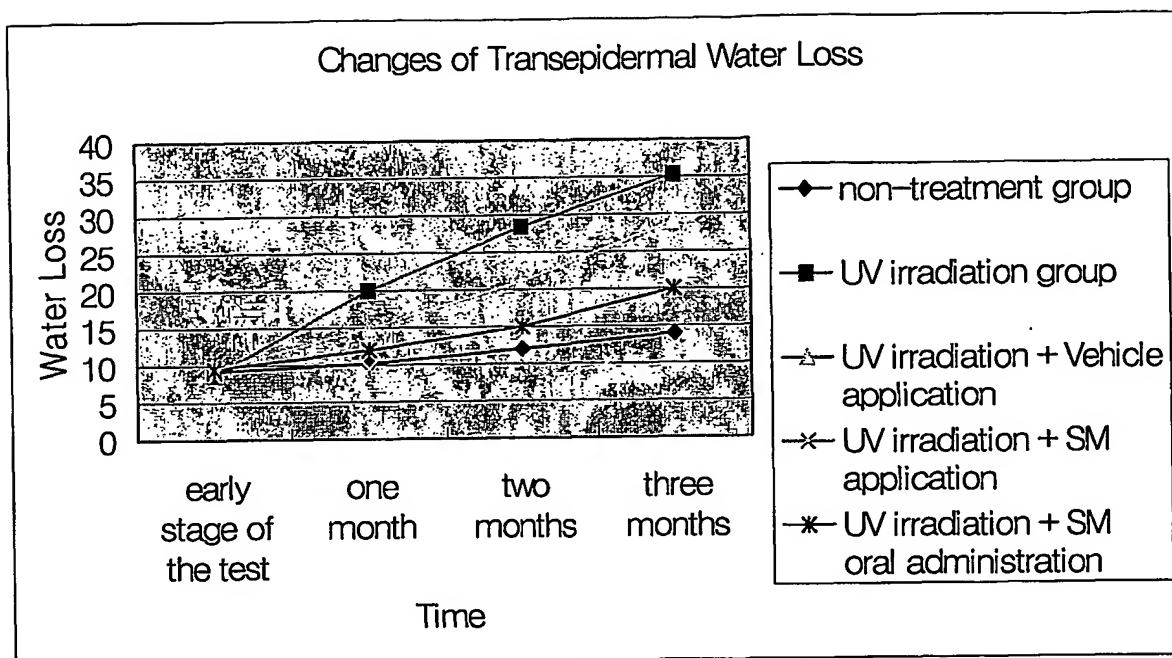 Changes of Transepidermal Water Loss
40
35
30
25
20
15
10
5
0
Water Loss
early stage of the test
one month
two months
three months
Time
non-treatment group
UV irradiation group
UV irradiation + Vehicle
application
UV irradiation + SM
application
UV irradiation + SM
oral administration